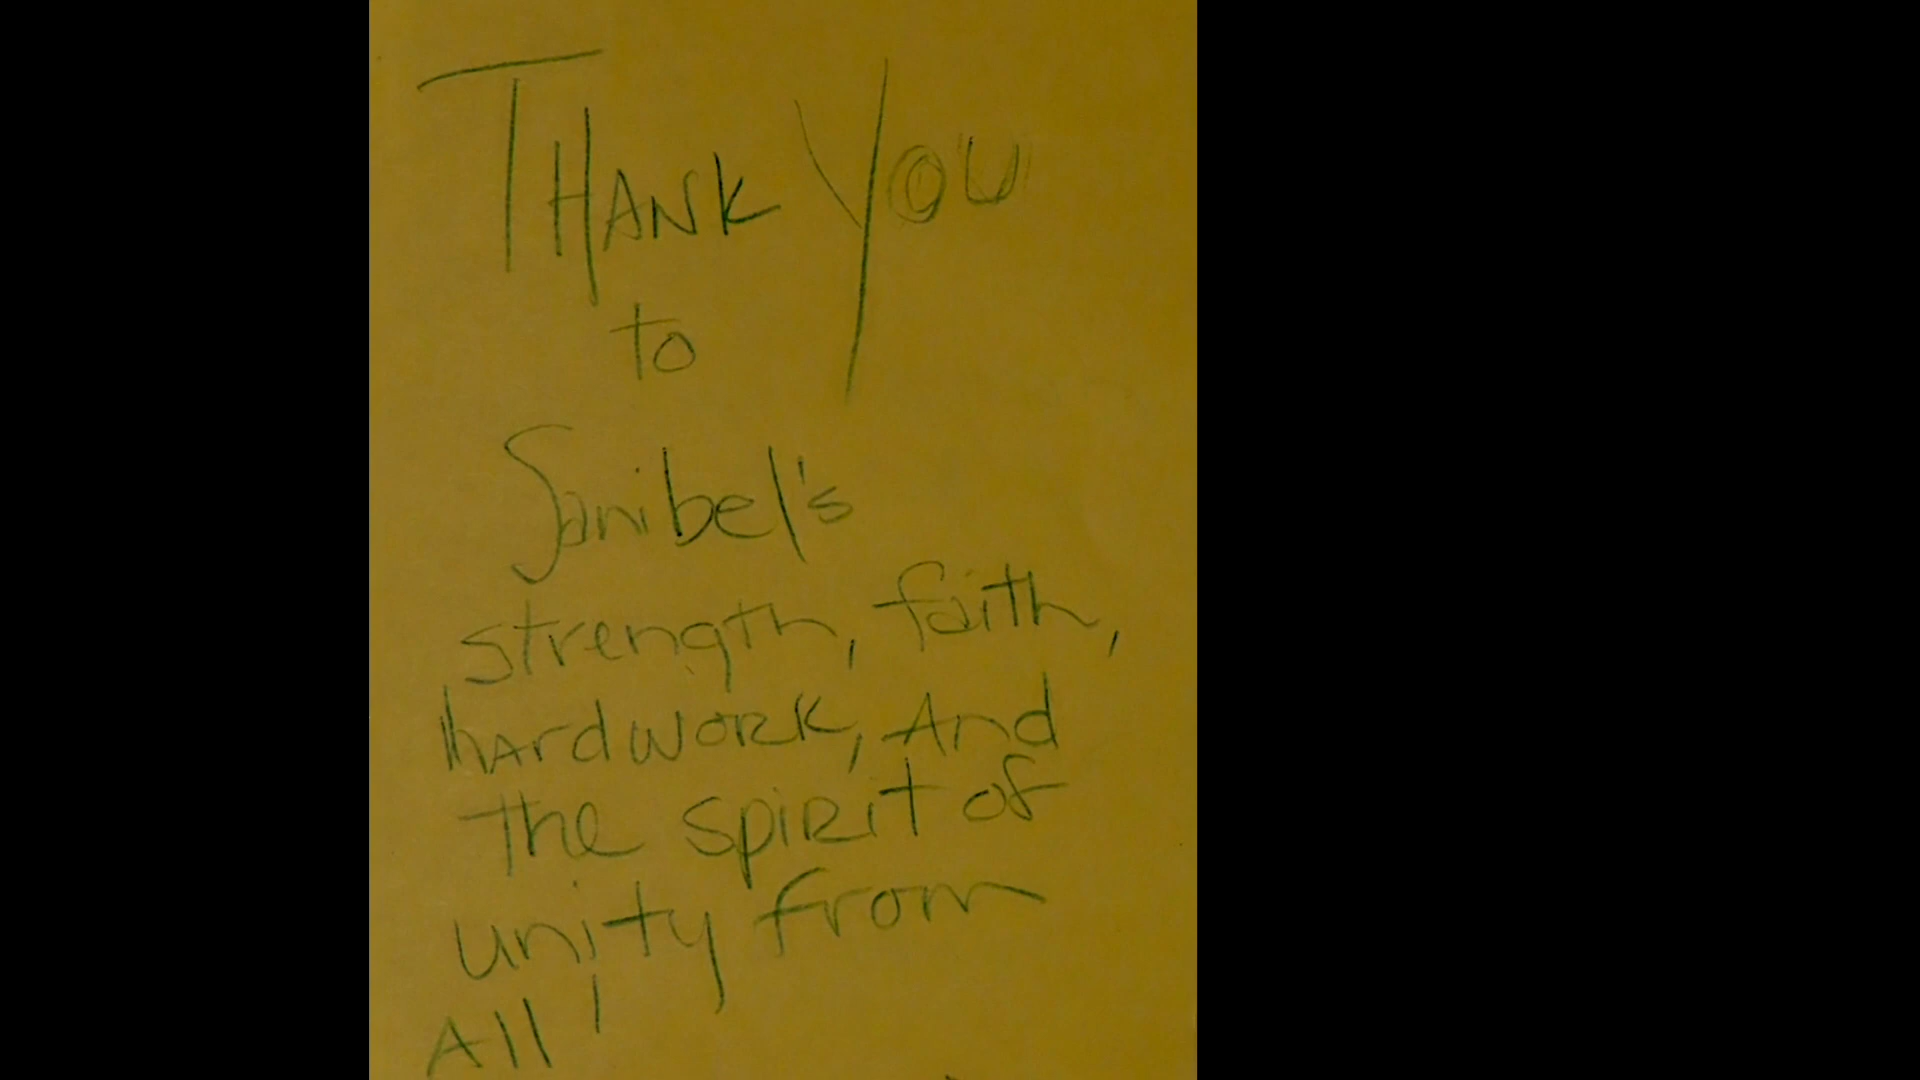 THANK YOU
to
Sanibel's
strength, faith,
hardwork, And
the spirit of
unity from
All!